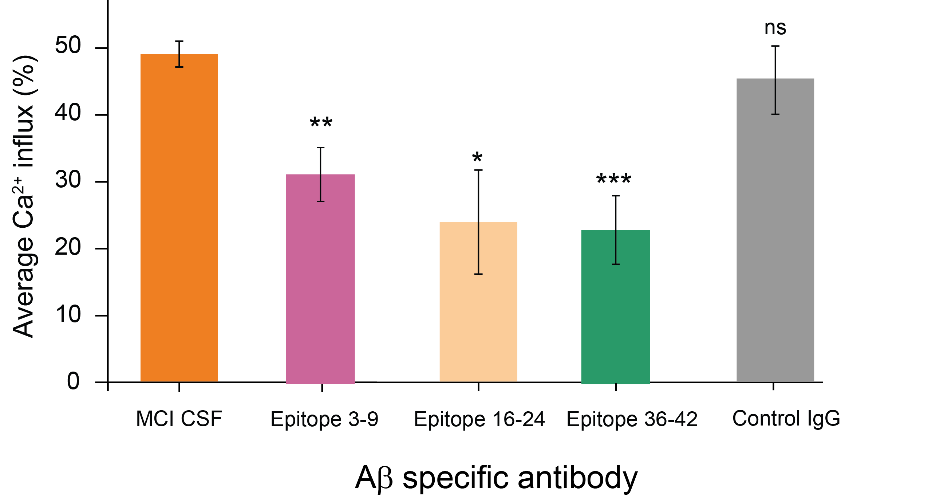 Average Ca²⁺ influx (%)
50
40
30
20
10
0
**
*
***
ns
MCI CSF
Epitope 3-9
Epitope 16-24
Epitope 36-42
Control IgG
Aβ specific antibody